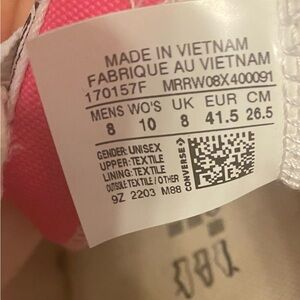 MADE IN VIETNAM
FABRIQUE AU VIETNAM
170157F MRRW08X400091
MENS WO'S UK EUR CM
8 10 8 41.5 26.5
GENDER: UNISEX
UPPER: TEXTILE
LINING: TEXTILE
OUTSOLE: TEXTILE / OTHER
9Z 2203 M88
CONVERSE